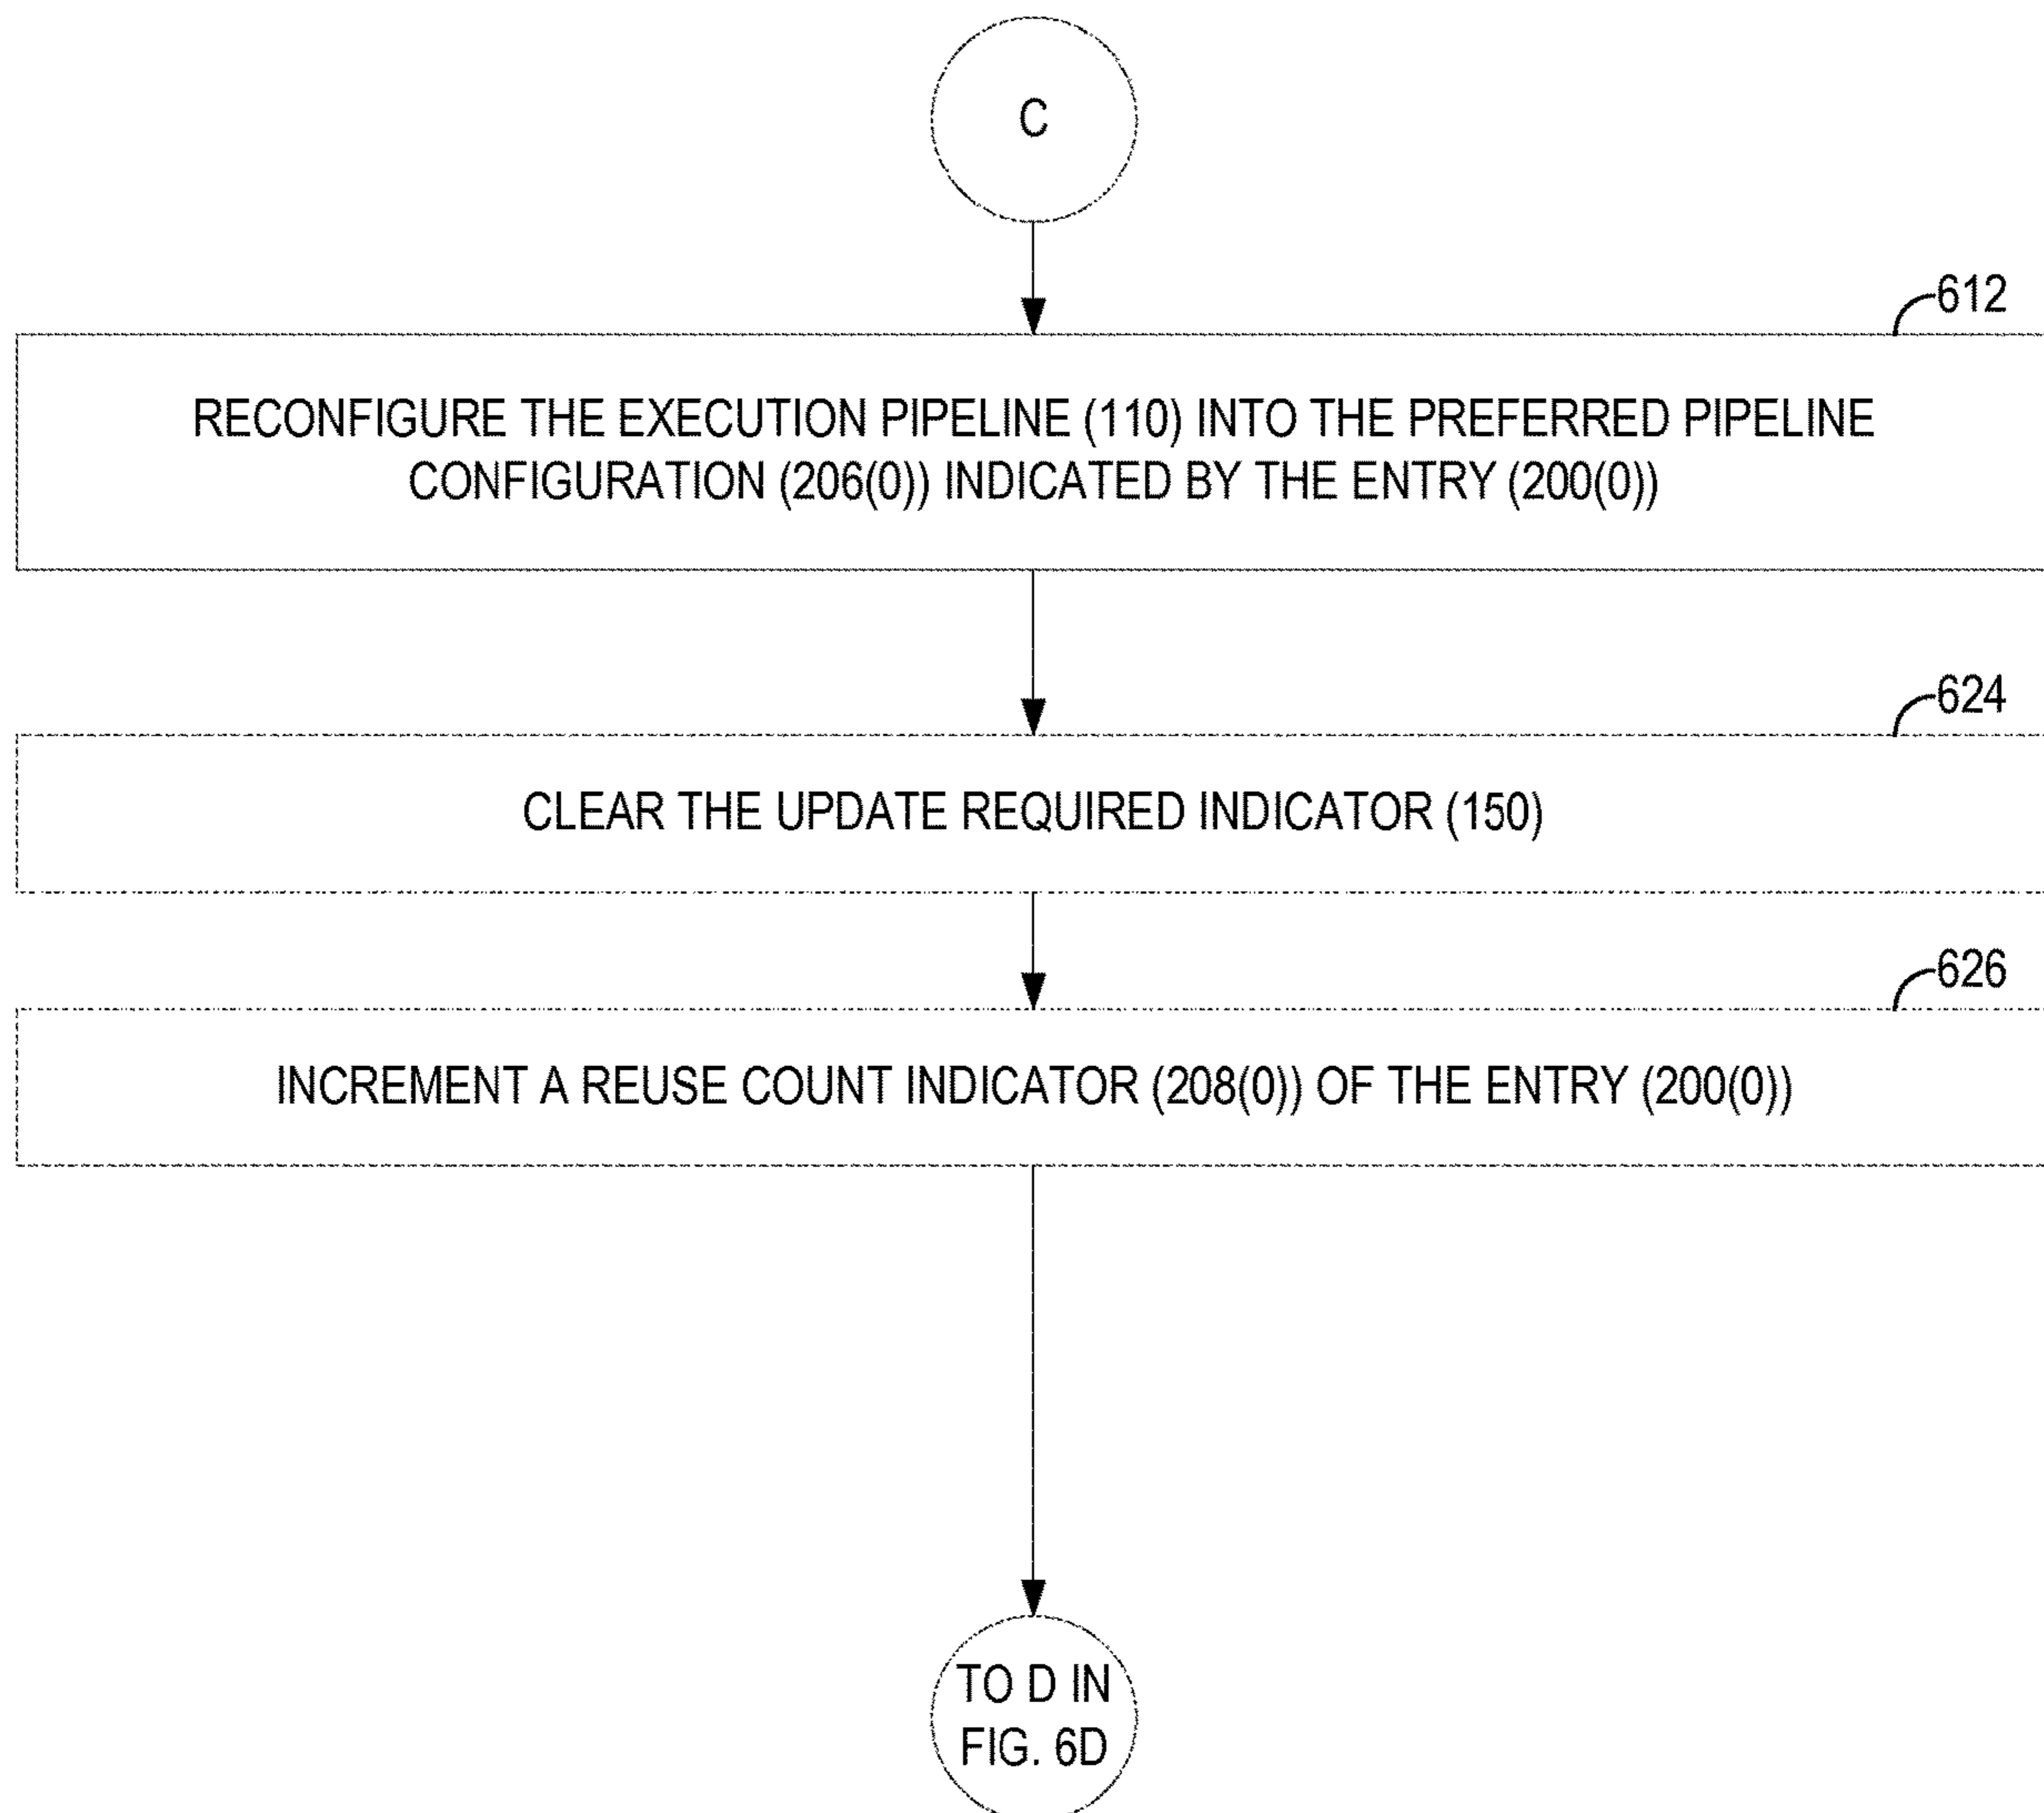 C
612
RECONFIGURE THE EXECUTION PIPELINE (110) INTO THE PREFERRED PIPELINE
CONFIGURATION (206(0)) INDICATED BY THE ENTRY (200(0))
624
CLEAR THE UPDATE REQUIRED INDICATOR (150)
626
INCREMENT A REUSE COUNT INDICATOR (208(0)) OF THE ENTRY (200(0))
TO D IN
FIG. 6D